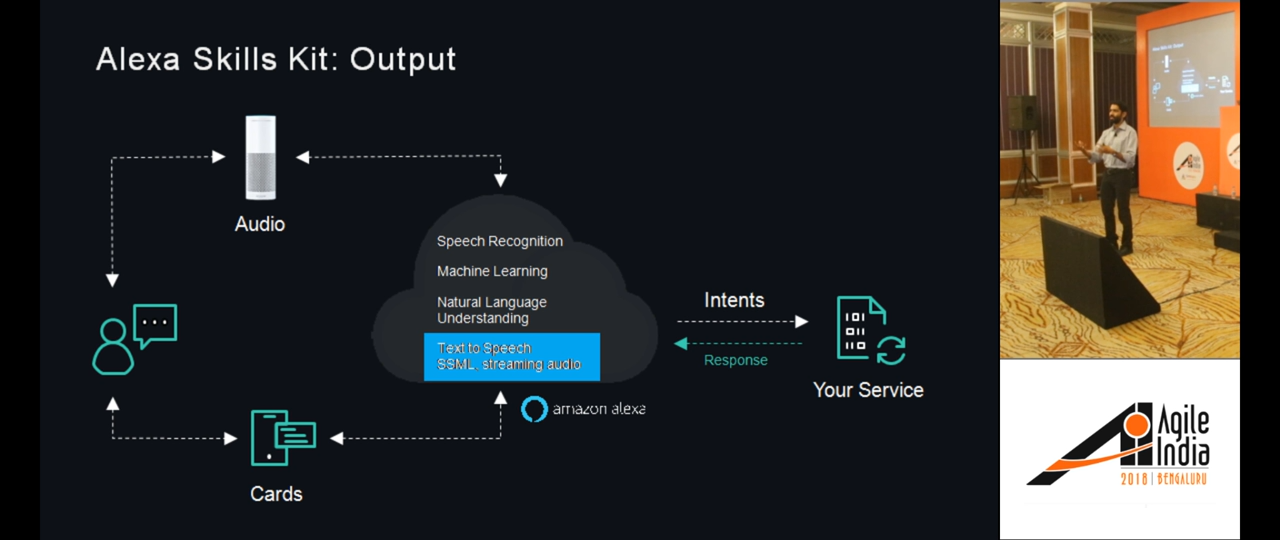 Alexa Skills Kit: Output
Audio
Speech Recognition
Machine Learning
Natural Language
Understanding
Text to Speech
SSML, streaming audio
amazon alexa
Intents
Response
Your Service
Cards
Agile
India
2018 | BENGALURU